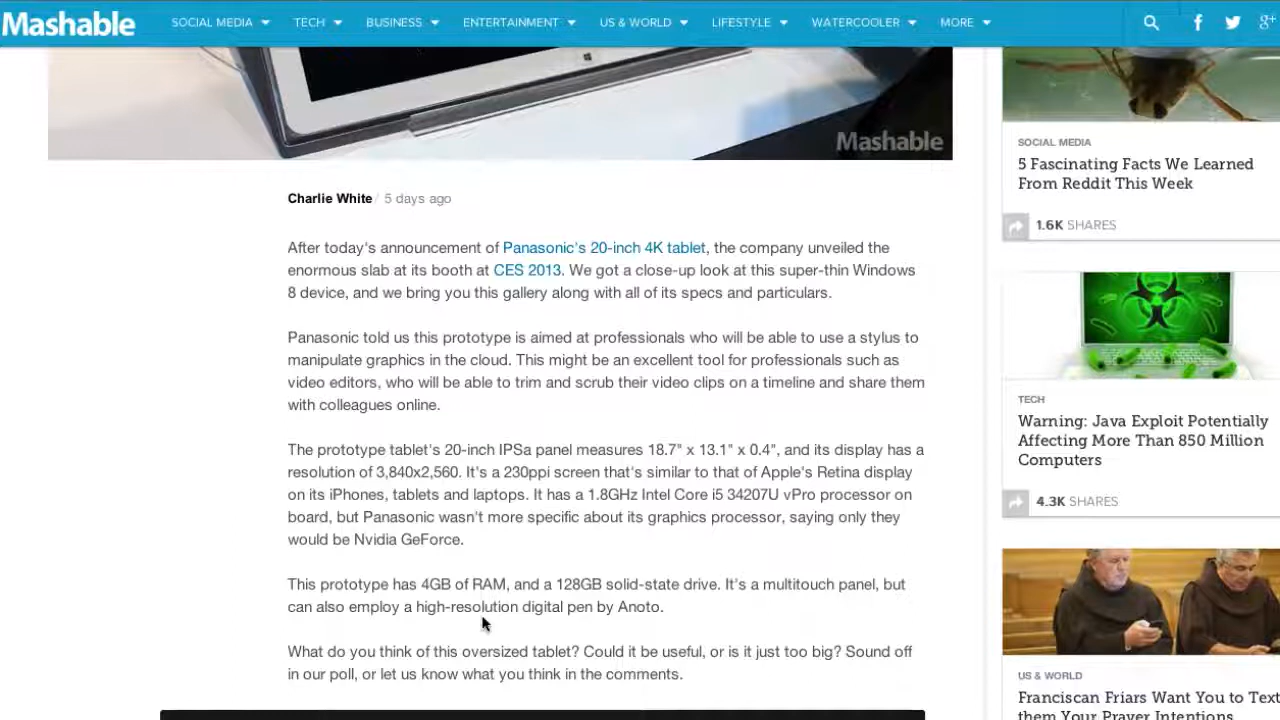 Mashable
SOCIAL MEDIA TECH BUSINESS ENTERTAINMENT US & WORLD LIFESTYLE WATERCOOLER MORE
Mashable
Charlie White / 5 days ago
After today's announcement of Panasonic's 20-inch 4K tablet, the company unveiled the
enormous slab at its booth at CES 2013. We got a close-up look at this super-thin Windows
8 device, and we bring you this gallery along with all of its specs and particulars.
Panasonic told us this prototype is aimed at professionals who will be able to use a stylus to
manipulate graphics in the cloud. This might be an excellent tool for professionals such as
video editors, who will be able to trim and scrub their video clips on a timeline and share them
with colleagues online.
The prototype tablet's 20-inch IPSa panel measures 18.7" x 13.1" x 0.4", and its display has a
resolution of 3,840x2,560. It's a 230ppi screen that's similar to that of Apple's Retina display
on its iPhones, tablets and laptops. It has a 1.8GHz Intel Core i5 34207U vPro processor on
board, but Panasonic wasn't more specific about its graphics processor, saying only they
would be Nvidia GeForce.
This prototype has 4GB of RAM, and a 128GB solid-state drive. It's a multitouch panel, but
can also employ a high-resolution digital pen by Anoto.
What do you think of this oversized tablet? Could it be useful, or is it just too big? Sound off
in our poll, or let us know what you think in the comments.
SOCIAL MEDIA
5 Fascinating Facts We Learned
From Reddit This Week
1.6K SHARES
TECH
Warning: Java Exploit Potentially
Affecting More Than 850 Million
Computers
4.3K SHARES
US & WORLD
Franciscan Friars Want You to Text
them Your Prayer Intentions